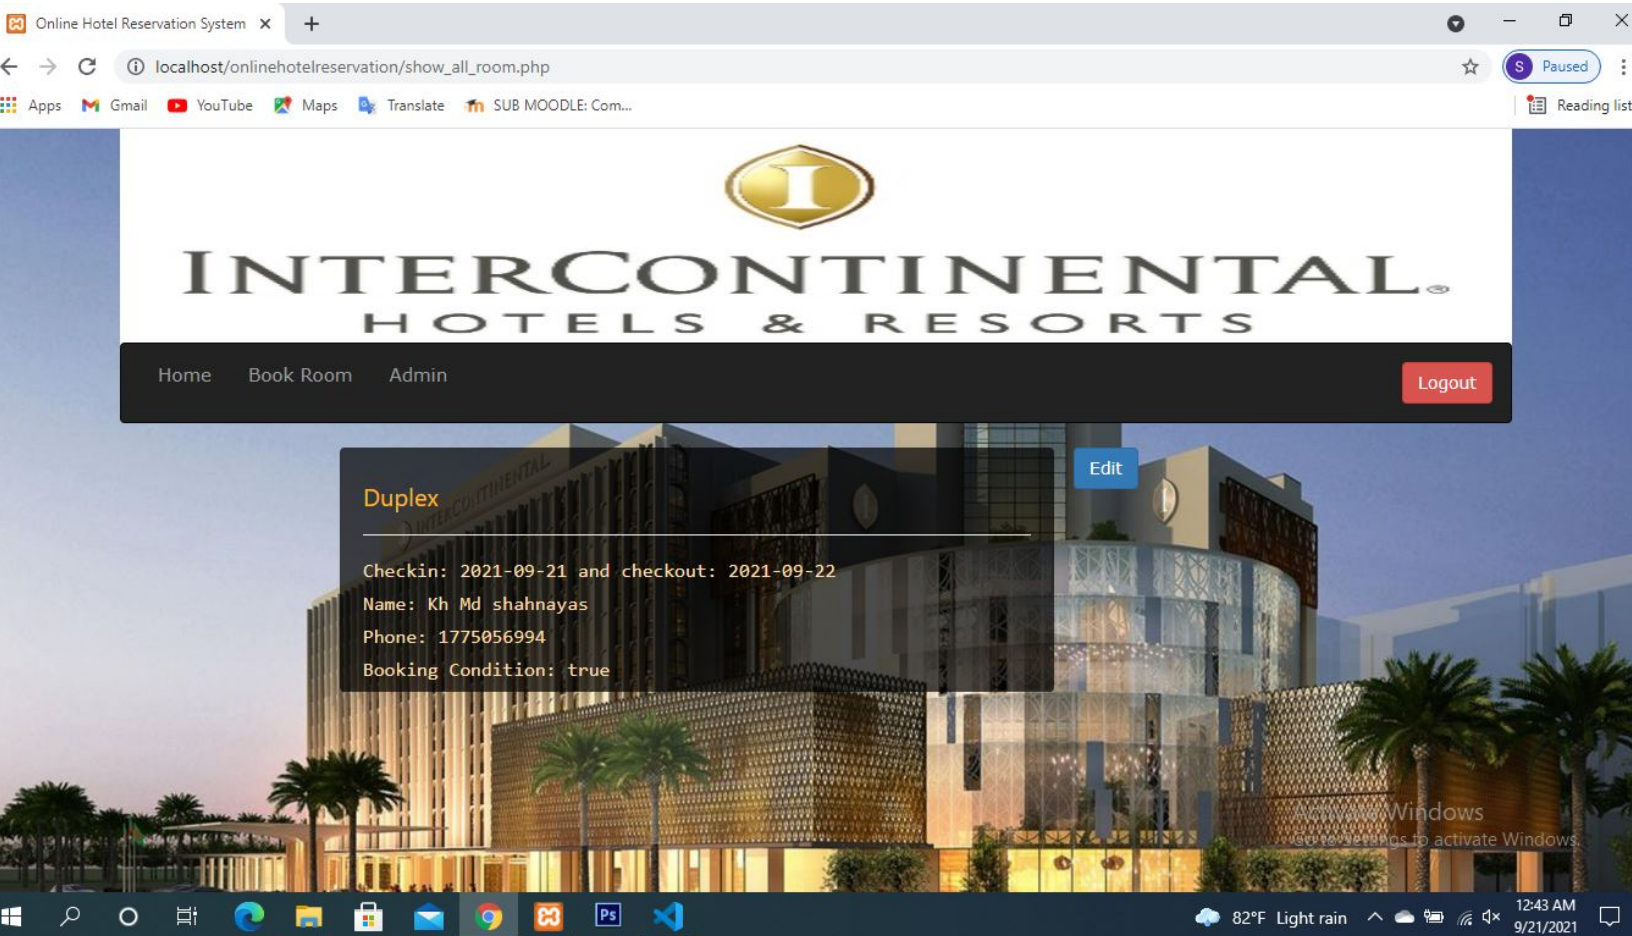 Online Hotel Reservation System
localhost/onlinehotelreservation/show_all_room.php
S Paused
Apps Gmail YouTube Maps Translate SUB MOODLE: Com... Reading list
I
INTERCONTINENTAL®
HOTELS & RESORTS
Home Book Room Admin Logout
Edit
Duplex
INTERCONTINENTAL
Checkin: 2021-09-21 and checkout: 2021-09-22
Name: Kh Md shahnayas
Phone: 1775056994
Booking Condition: true
Activate Windows
Go to Settings to activate Windows.
Ps
82°F Light rain
12:43 AM
9/21/2021